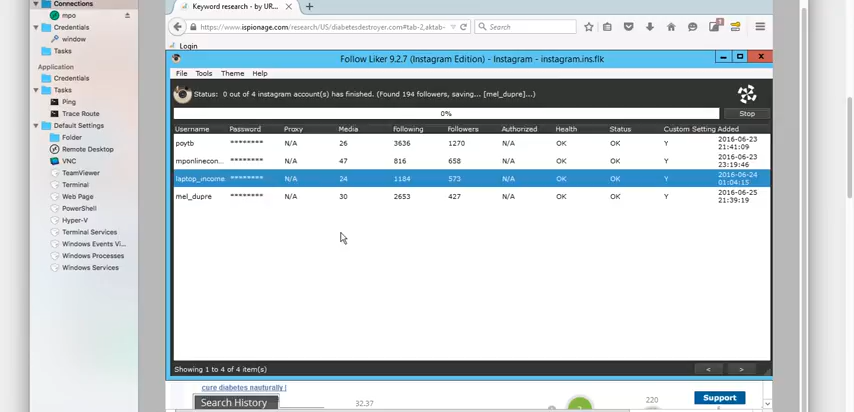 Connections
mpo
Credentials
window
Tasks
Application
Credentials
Tasks
Ping
Trace Route
Default Settings
Folder
Remote Desktop
VNC
TeamViewer
Terminal
Web Page
PowerShell
Hyper-V
Terminal Services
Windows Events Vi...
Windows Processes
Windows Services
Keyword research - by UR...
https://www.ispionage.com/research/US/diabetesdestroyer.com#tab-2,aktab-
Search
Login
Follow Liker 9.2.7 (Instagram Edition) - Instagram - instagram.ins.flk
File Tools Theme Help
Status: 0 out of 4 instagram account(s) has finished. (Found 194 followers, saving... [mel_dupre]...)
0% Stop
Username Password Proxy Media Following Followers Authorized Health Status Custom Setting Added
poytb ******** N/A 26 3636 1270 N/A OK OK Y 2016-06-23 21:41:09
mponlinecon... ******** N/A 47 816 658 N/A OK OK Y 2016-06-23 23:19:46
laptop_income. ******** N/A 24 1184 573 N/A OK OK Y 2016-06-24 01:04:15
mel_dupre ******** N/A 30 2653 427 N/A OK OK Y 2016-06-25 21:39:19
Showing 1 to 4 of 4 item(s) < >
cure diabetes nauturally |
Search History 32.37 2 220 Support